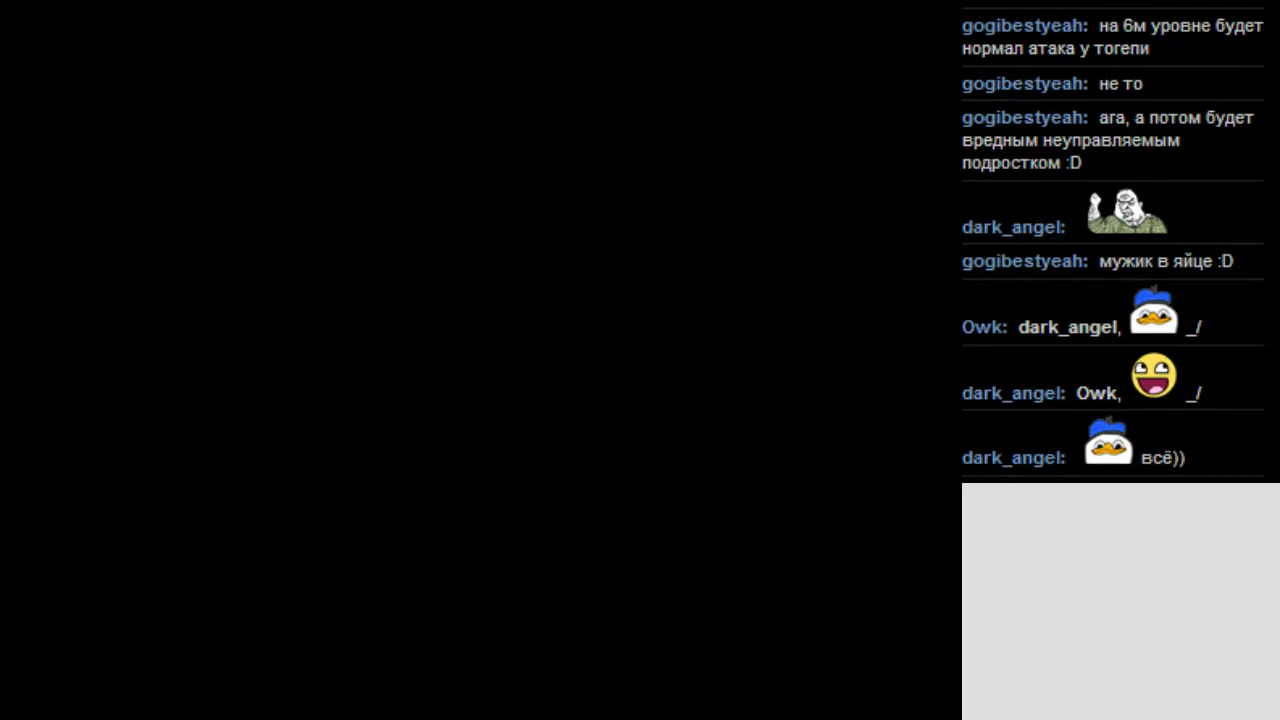 gogibestyeah: на 6м уровне будет
нормал атака у тогепи
gogibestyeah: не то
gogibestyeah: ага, а потом будет
вредным неуправляемым
подростком :D
dark_angel:
gogibestyeah: мужик в яйце :D
Owk: dark_angel, _/
dark_angel: Owk, _/
dark_angel: всё))